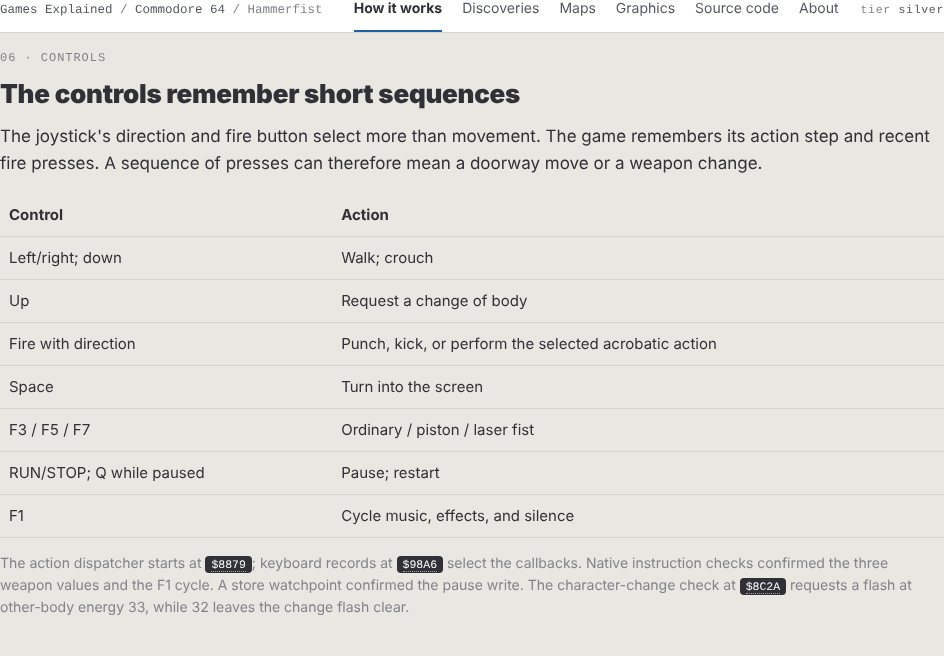 Games Explained / Commodore 64 / Hammerfist How it works Discoveries Maps Graphics Source code About tier silver
06 · CONTROLS
The controls remember short sequences
The joystick's direction and fire button select more than movement. The game remembers its action step and recent
fire presses. A sequence of presses can therefore mean a doorway move or a weapon change.
Control Action
Left/right; down Walk; crouch
Up Request a change of body
Fire with direction Punch, kick, or perform the selected acrobatic action
Space Turn into the screen
F3 / F5 / F7 Ordinary / piston / laser fist
RUN/STOP; Q while paused Pause; restart
F1 Cycle music, effects, and silence
The action dispatcher starts at $8879; keyboard records at $98A6 select the callbacks. Native instruction checks confirmed the three
weapon values and the F1 cycle. A store watchpoint confirmed the pause write. The character-change check at $8C2A requests a flash at
other-body energy 33, while 32 leaves the change flash clear.